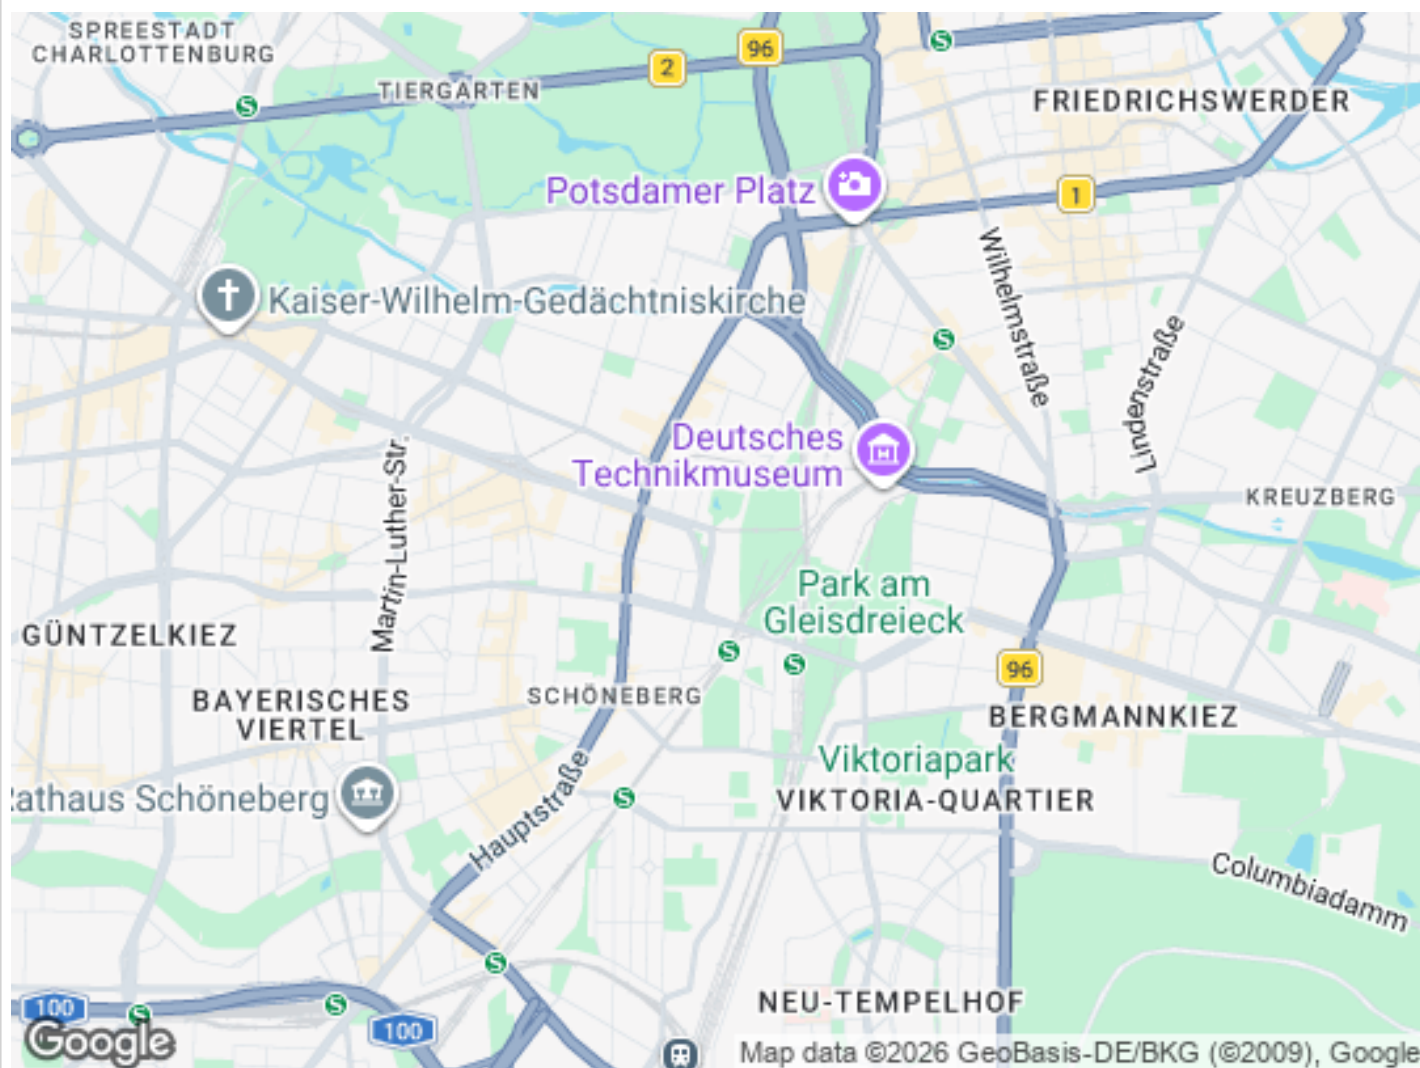 SPREESTADT
CHARLOTTENBURG
S
96
2
TIERGARTEN
S
FRIEDRICHSWERDER
Potsdamer Platz
1
Wilhelmstraße
Kaiser-Wilhelm-Gedächtniskirche
S
Lindenstraße
Deutsches
Technikmuseum
Martin-Luther-Str.
KREUZBERG
Park am
Gleisdreieck
GÜNTZELKIEZ
S
S
96
BAYERISCHES
VIERTEL
SCHÖNEBERG
BERGMANNKIEZ
Viktoriapark
VIKTORIA-QUARTIER
Rathaus Schöneberg
S
Hauptstraße
Columbiadamm
S
NEU-TEMPELHOF
100
S
S
100
Google
Map data ©2026 GeoBasis-DE/BKG (©2009), Google